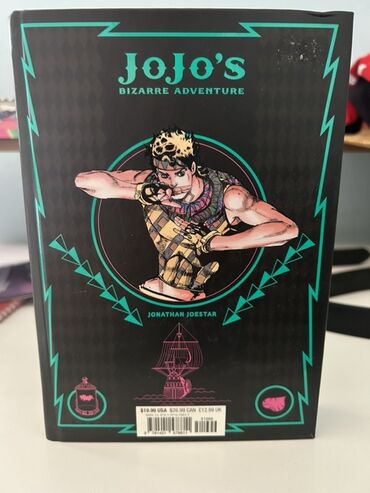 JoJo's
BIZARRE ADVENTURE
JONATHAN JOESTAR
$19.99 USA $26.99 CAN £12.99 UK